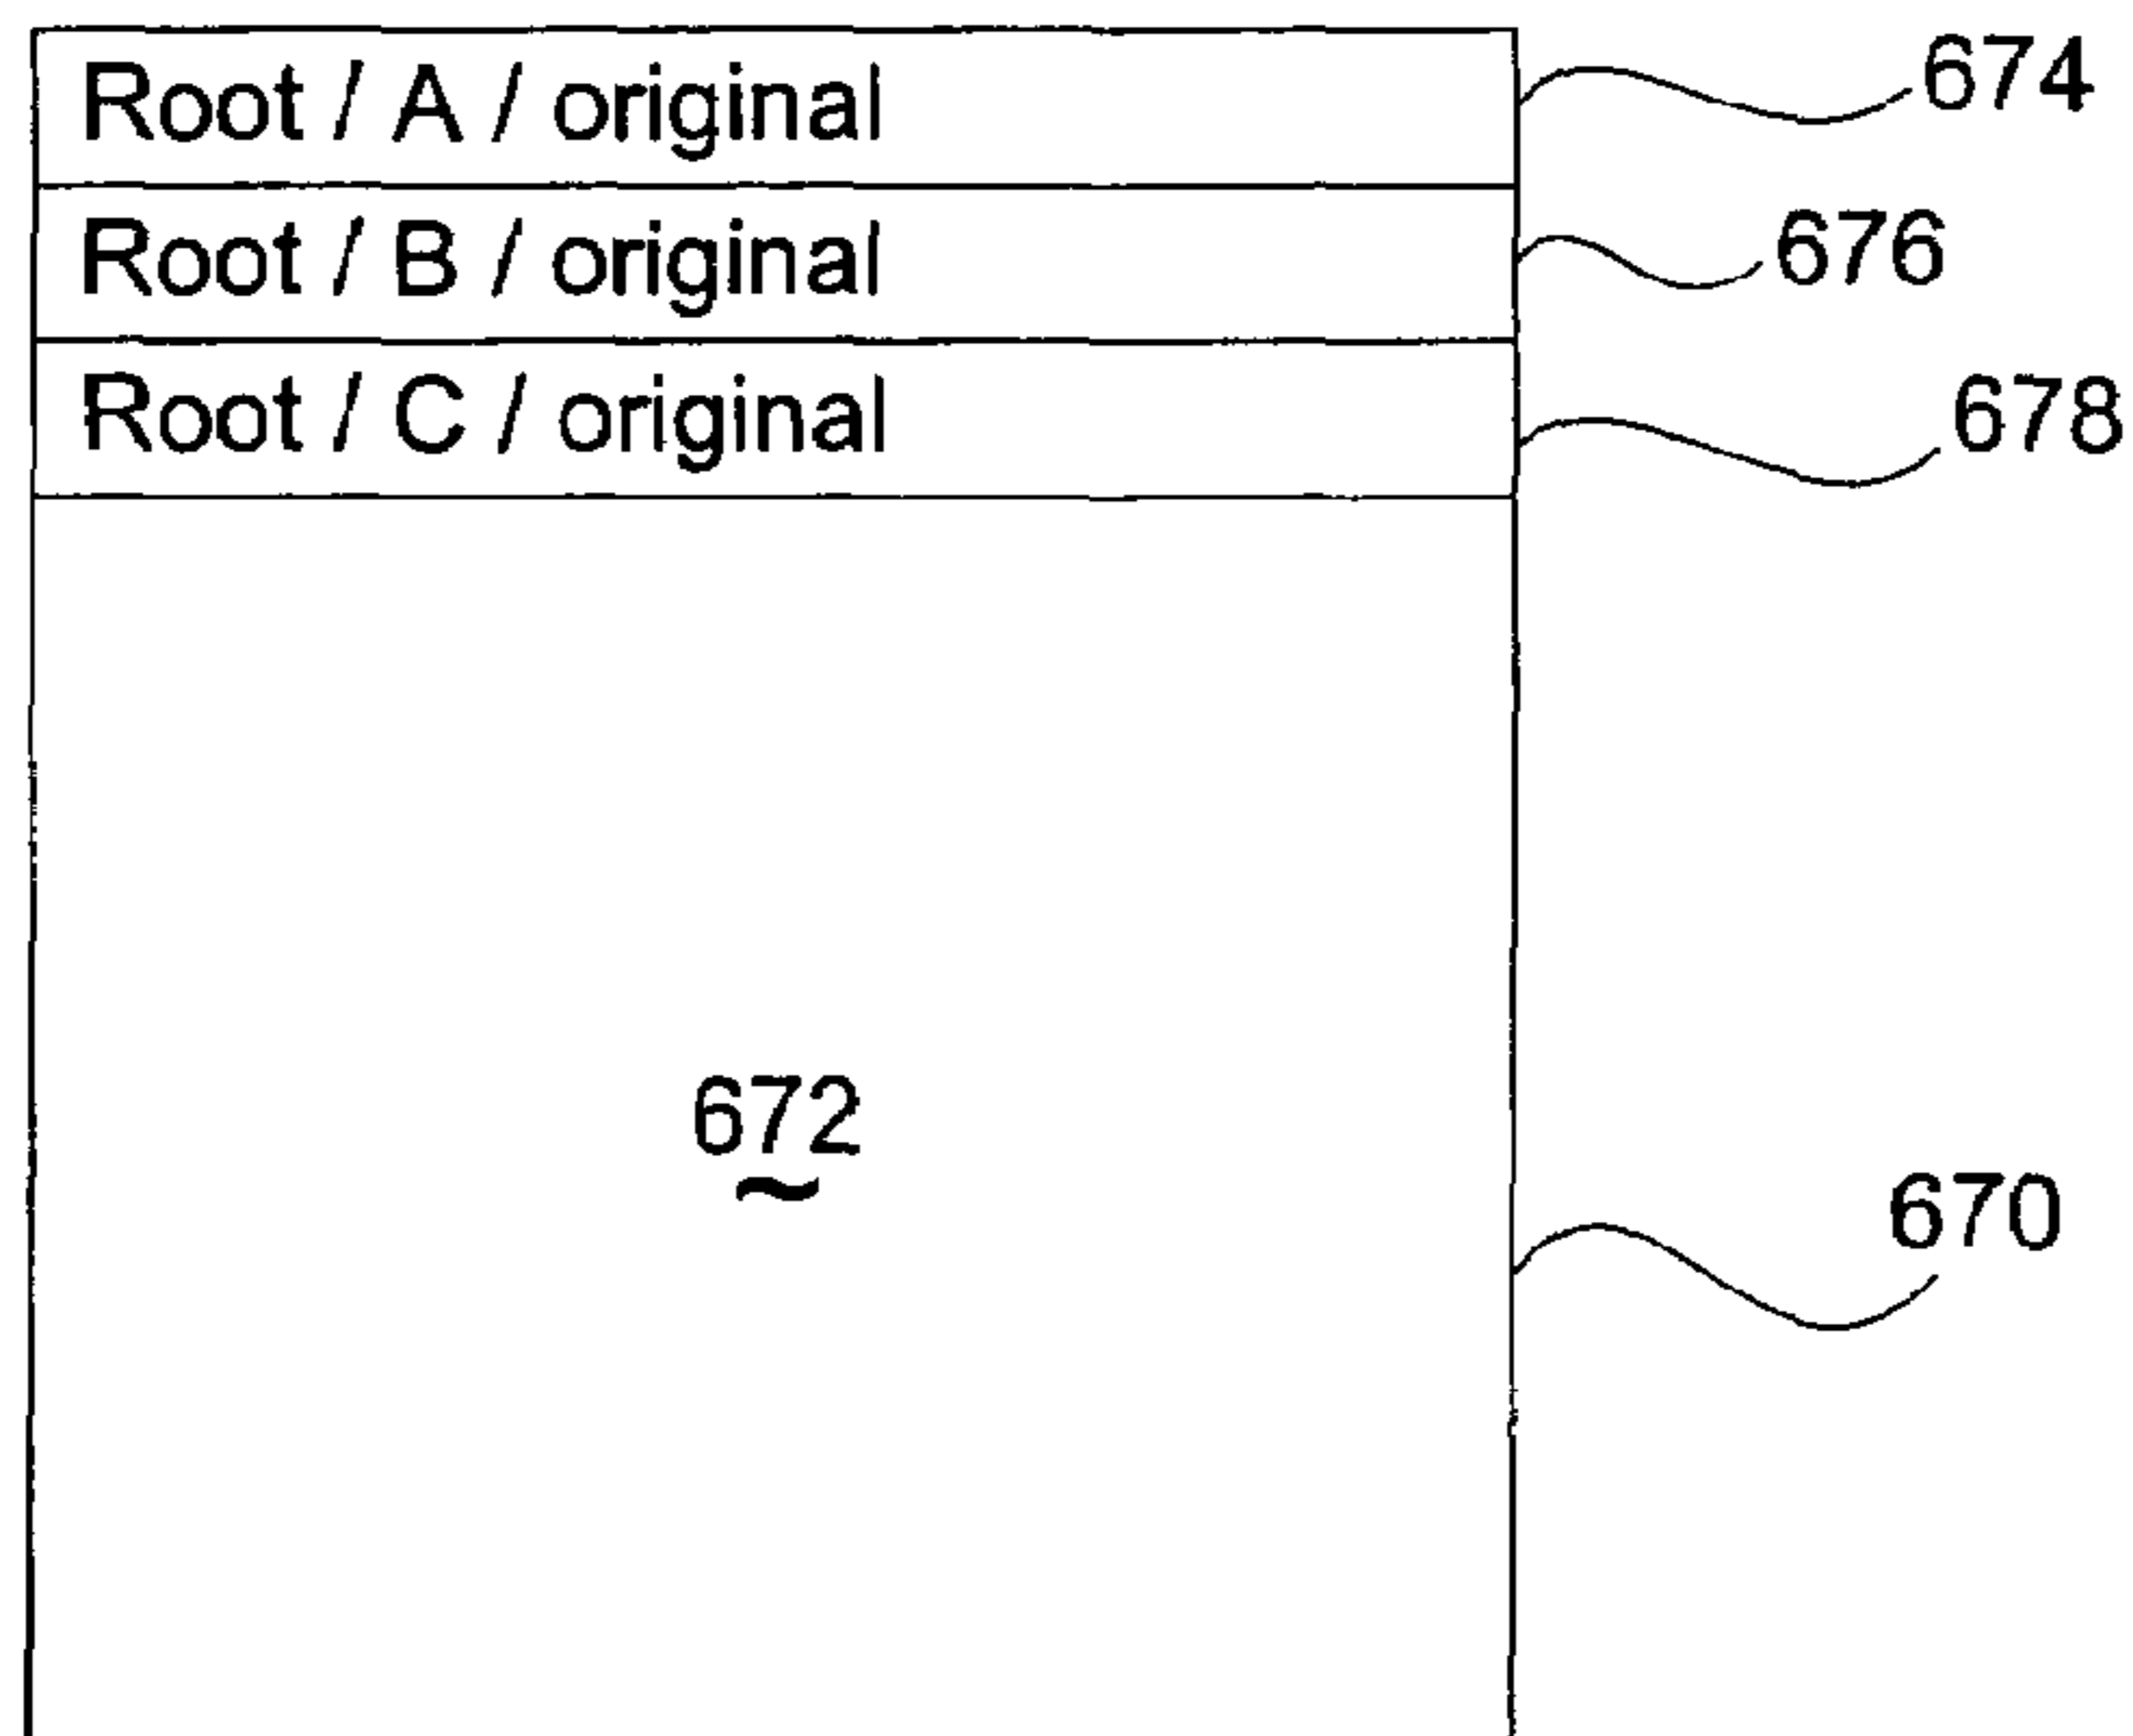 Root / A / original 674
Root / B / original 676
Root / C / original 678
672
670